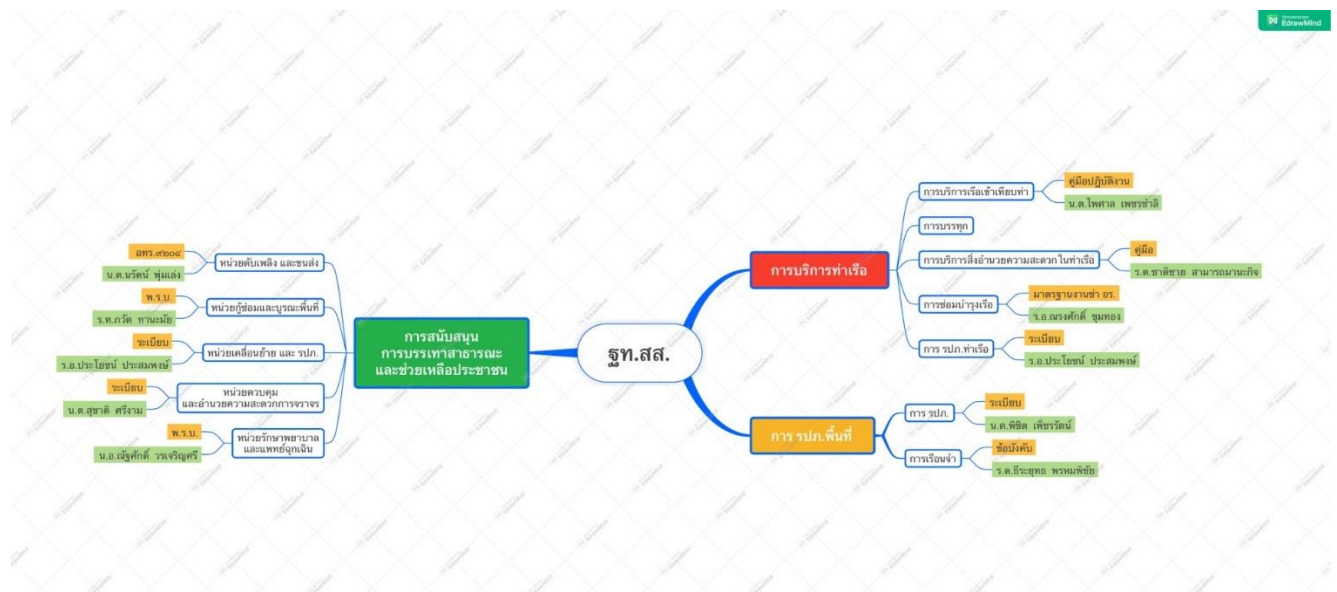 Wondershare
EdrawMind
ฐท.สส.
การบริการท่าเรือ
การบริการเรือเข้าเทียบท่า
คู่มือปฏิบัติงาน
น.ต.ไพศาล เพชรชำลิ
การบรรทุก
การบริการสิ่งอำนวยความสะดวก ในท่าเรือ
คู่มือ
ร.ต.ชาติชาย สามารถมานะกิจ
การซ่อมบำรุงเรือ
มาตรฐานงานช่า อร.
ร.อ.ณรงศักดิ์ ขุมทอง
การ รปภ.ท่าเรือ
ระเบียบ
ร.อ.ประโยชน์ ประสมพงษ์
การ รปภ.พื้นที่
การ รปภ.
ระเบียบ
น.ต.พิชิต เพ็ชรรัตน์
การเรือนจำ
ข้อบังคับ
ร.ต.ธีระยุทธ พรหมพิชัย
การสนับสนุน
การบรรเทาสาธารณะ
และช่วยเหลือประชาชน
หน่วยดับเพลิง และขนส่ง
อทร.๙๒๐๔
น.ต.นรัตน์ พุ่มเล่ง
หน่วยกู้ซ่อมและบูรณะพื้นที่
พ.ร.บ.
ร.ท.ภวัต ทานะมัย
หน่วยเคลื่อนย้าย และ รปภ.
ระเบียบ
ร.อ.ประโยชน์ ประสมพงษ์
หน่วยควบคุม
และอำนวยความสะดวกการจราจร
ระเบียบ
น.ต.สุชาติ ศรีงาม
หน่วยรักษาพยาบาล
และแพทย์ฉุกเฉิน
พ.ร.บ.
น.อ.ณัฐศักดิ์ วรเจริญศรี